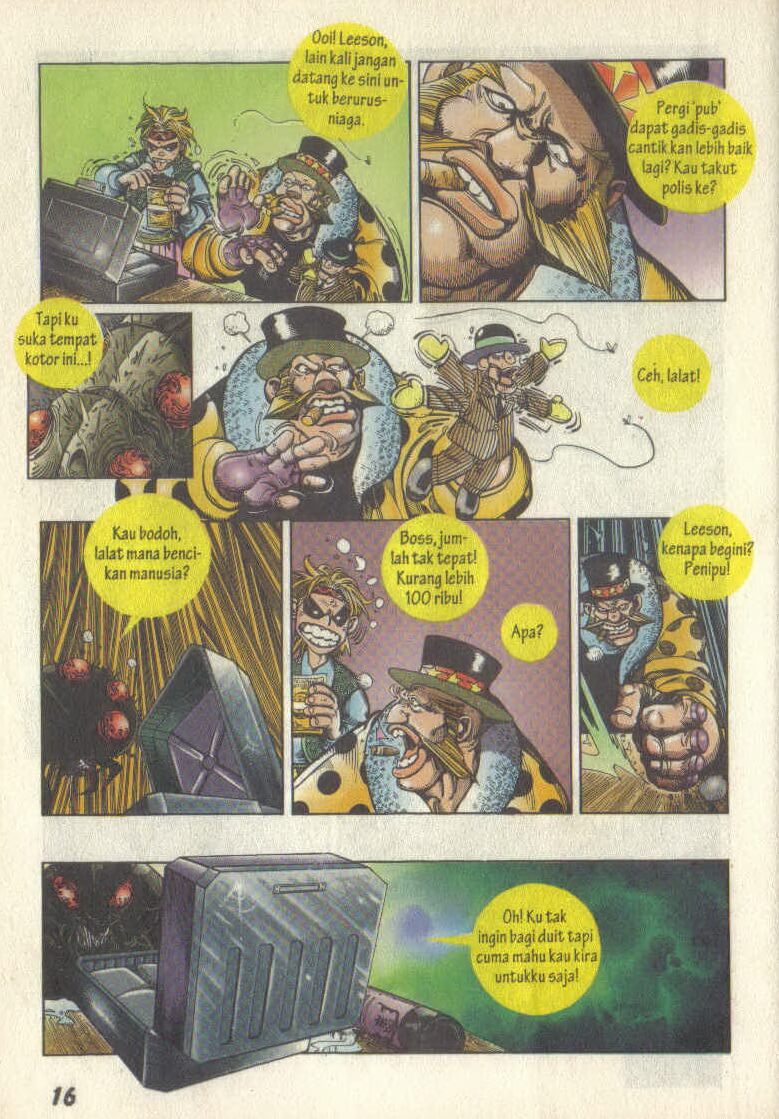 Ooi! Leeson,
lain kali jangan
datang ke sini un-
tuk berurus-
niaga.
Pergi 'pub'
dapat gadis-gadis
cantik kan lebih baik
lagi? Kau takut
polis ke?
Tapi ku
suka tempat
kotor ini...!
Ceh, lalat!
Kau bodoh,
lalat mana benci-
kan manusia?
Boss, jum-
lah tak tepat!
Kurang lebih
100 ribu!
Apa?
Leeson,
kenapa begini?
Penipu!
Oh! Ku tak
ingin bagi duit tapi
cuma mahu kau kira
untukku saja!
16